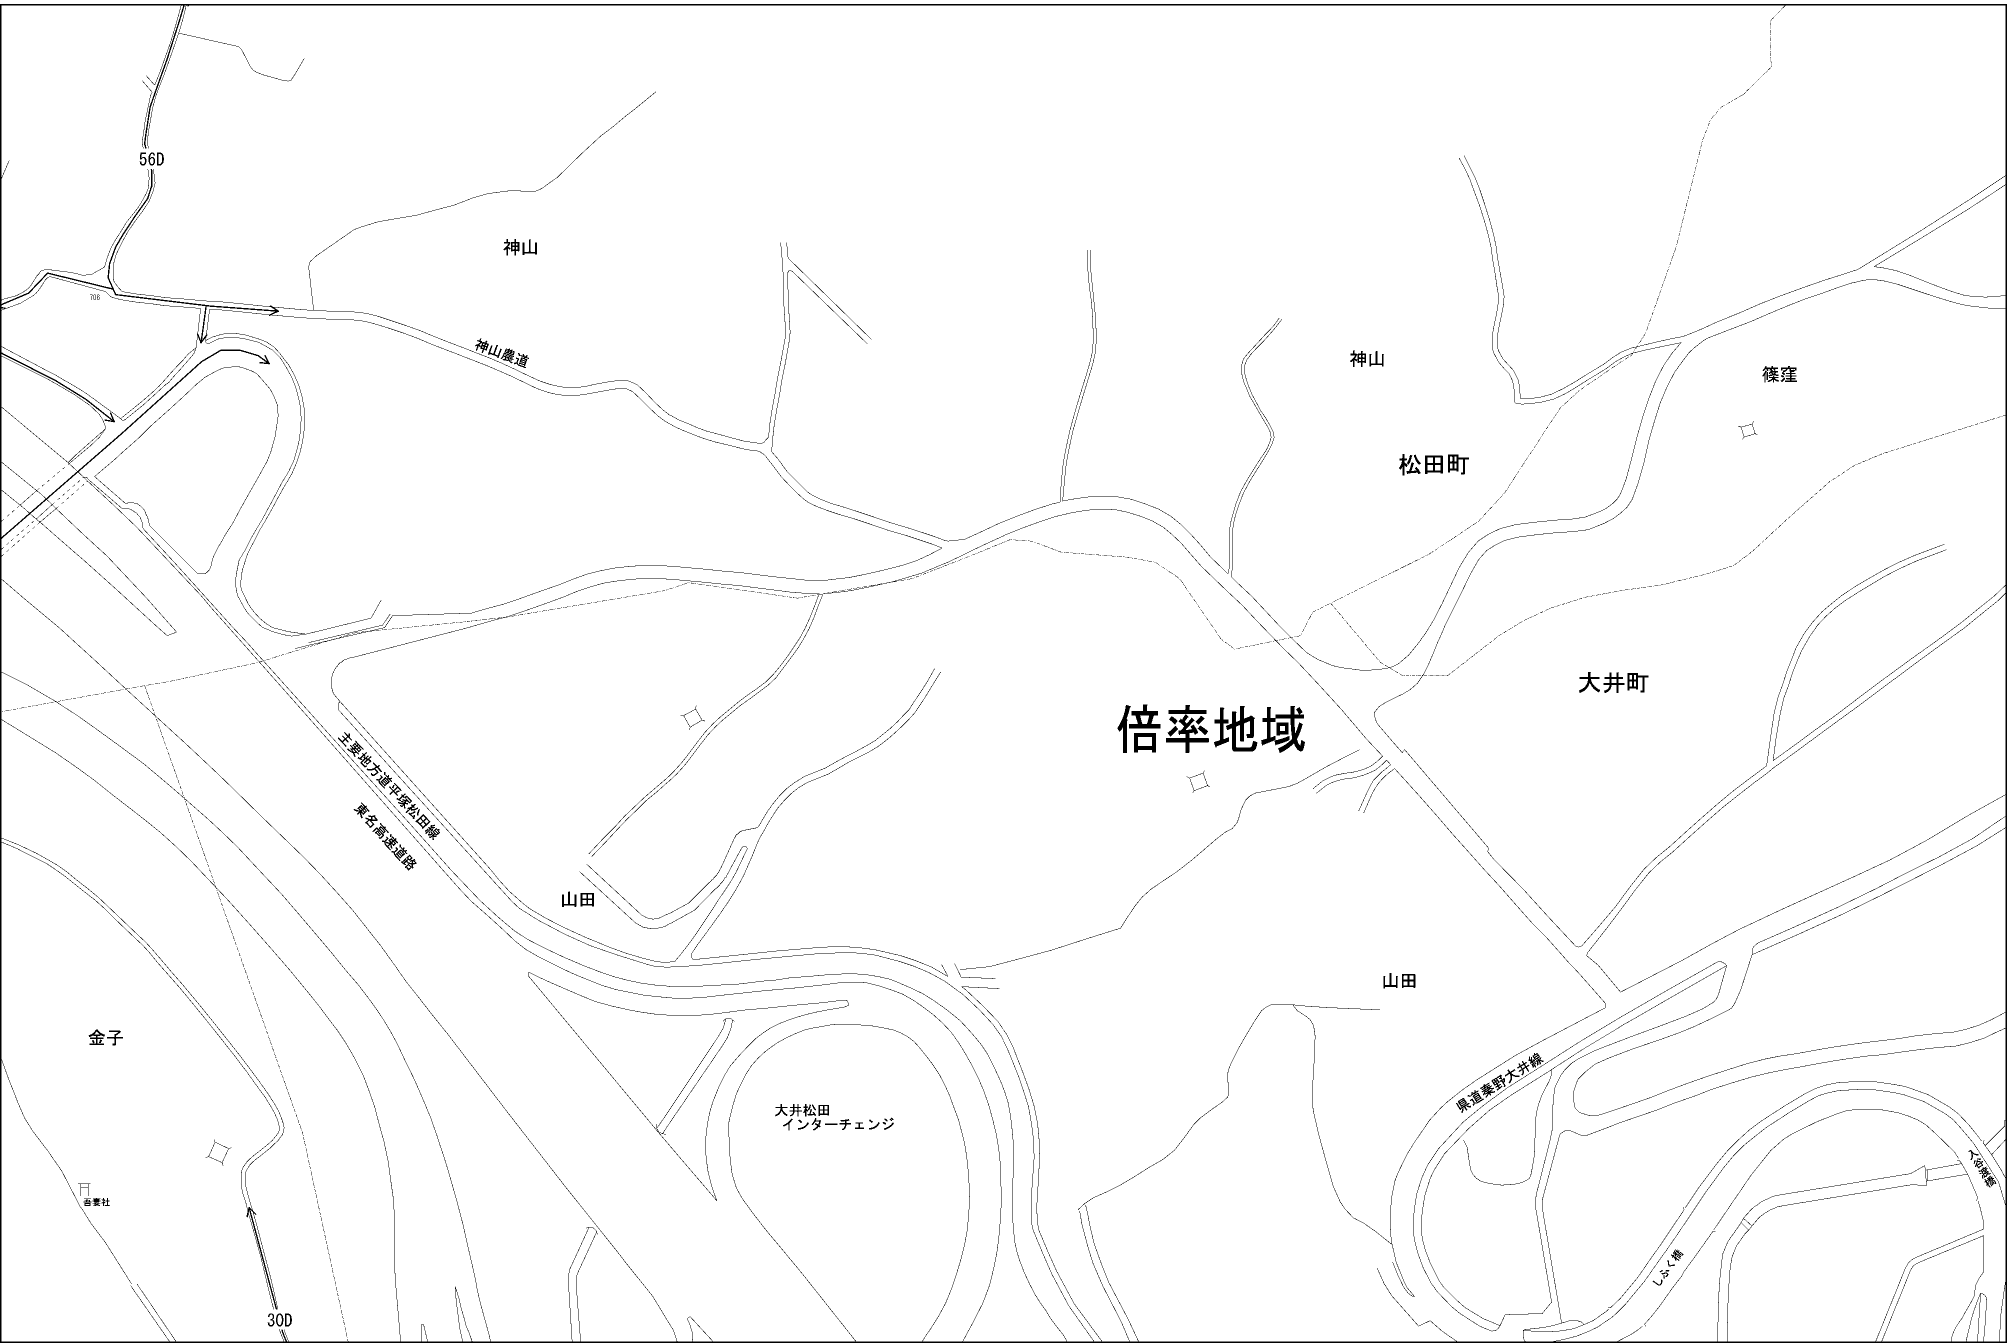 56D
神山
706
神山農道
神山
篠窪
松田町
大井町
倍率地域
主要地方道平塚松田線
東名高速道路
山田
山田
金子
県道秦野大井線
大井松田
インターチェンジ
吾妻社
しふく橋
30D